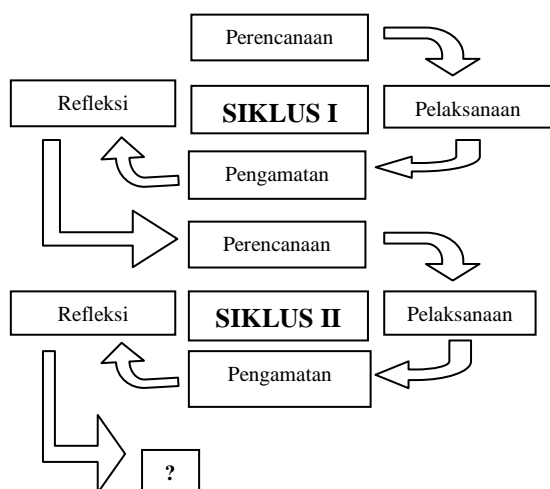 Perencanaan
Refleksi
SIKLUS I
Pelaksanaan
Pengamatan
Perencanaan
Refleksi
SIKLUS II
Pelaksanaan
Pengamatan
?